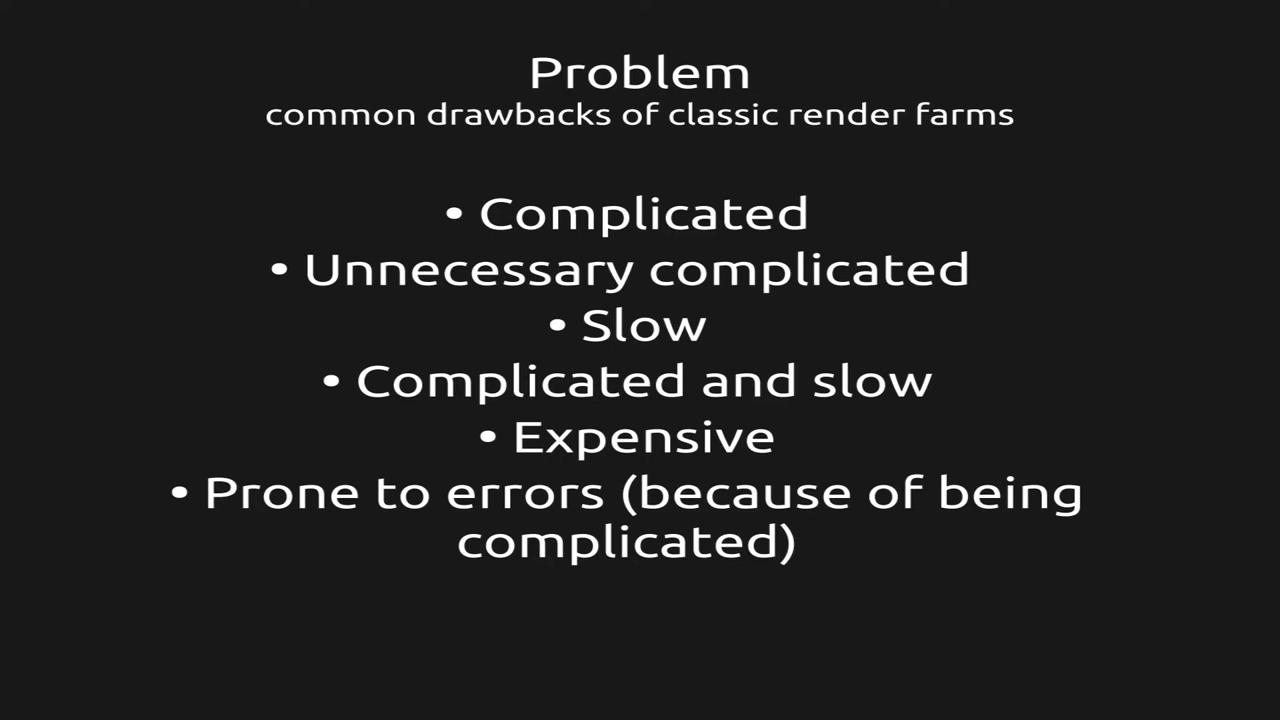 Problem
common drawbacks of classic render farms
• Complicated
• Unnecessary complicated
• Slow
• Complicated and slow
• Expensive
• Prone to errors (because of being
complicated)